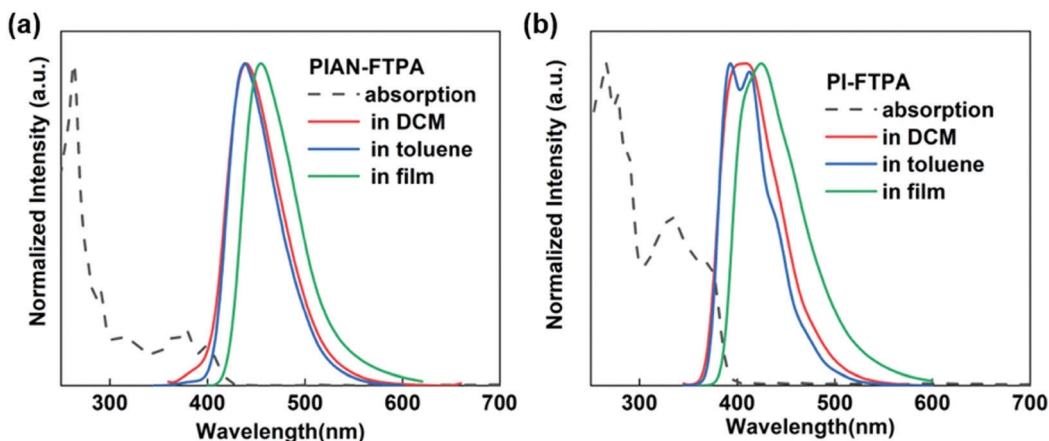 (a)
Normalized Intensity (a.u.)
PIAN-FTPA
absorption
in DCM
in toluene
in film
300 400 500 600 700
Wavelength(nm)
(b)
Normalized Intensity (a.u.)
PI-FTPA
absorption
in DCM
in toluene
in film
300 400 500 600 700
Wavelength(nm)